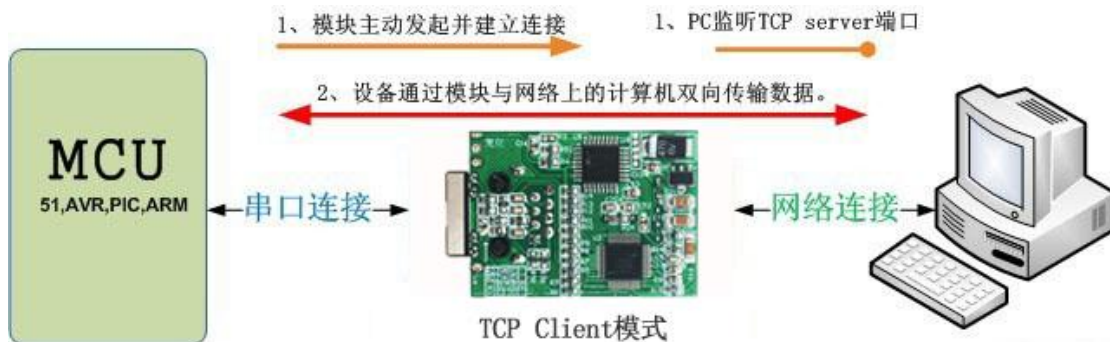 1、模块主动发起并建立连接
1、PC监听TCP server端口
2、设备通过模块与网络上的计算机双向传输数据。
MCU
51,AVR,PIC,ARM
串口连接
网络连接
TCP Client模式